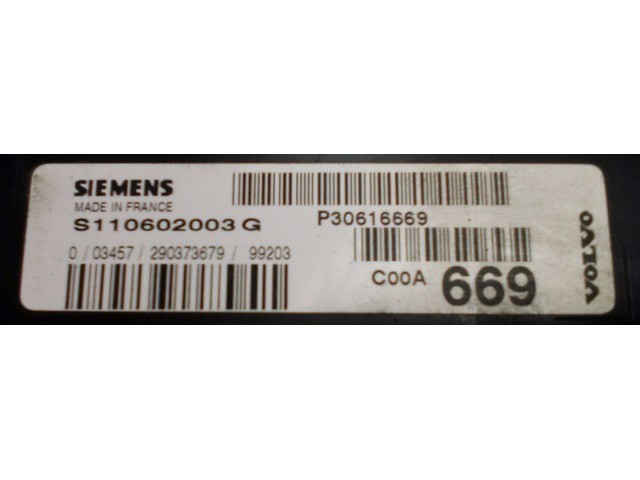 SIEMENS
MADE IN FRANCE
S110602003 G
P30616669
0 / 03457 / 290373679 / 99203
C00A 669
VOLVO